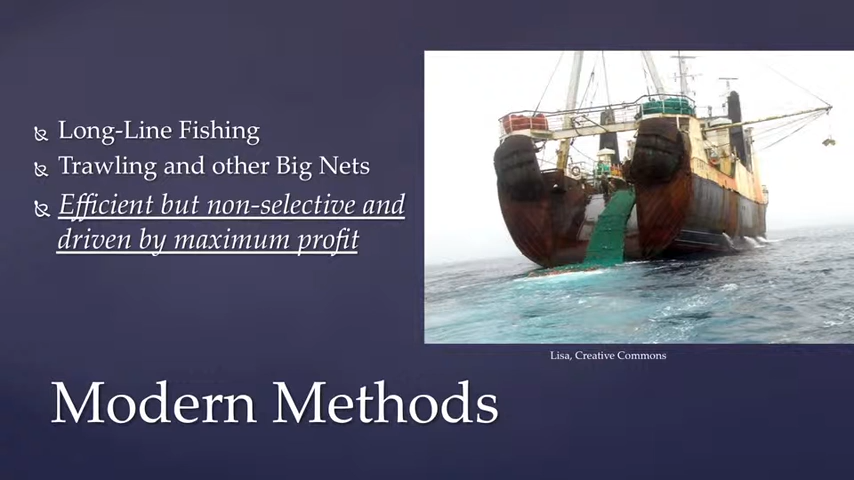 Long-Line Fishing
Trawling and other Big Nets
Efficient but non-selective and
driven by maximum profit
Lisa, Creative Commons
Modern Methods